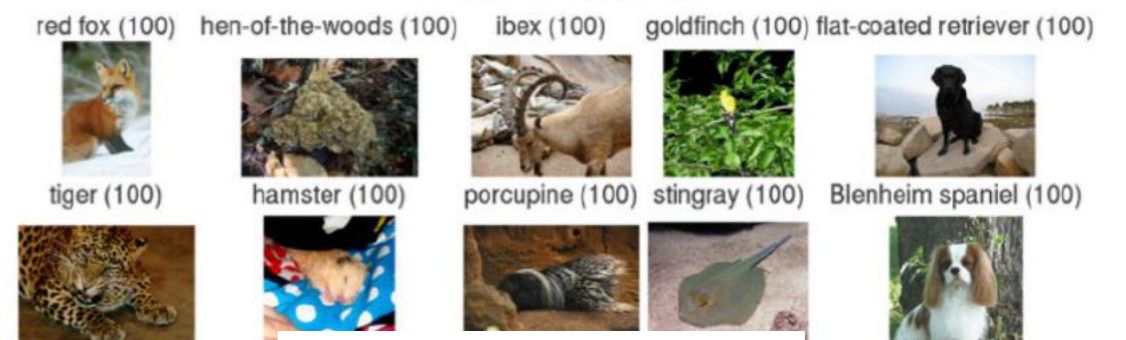 red fox (100) hen-of-the-woods (100) ibex (100) goldfinch (100) flat-coated retriever (100)
tiger (100) hamster (100) porcupine (100) stingray (100) Blenheim spaniel (100)